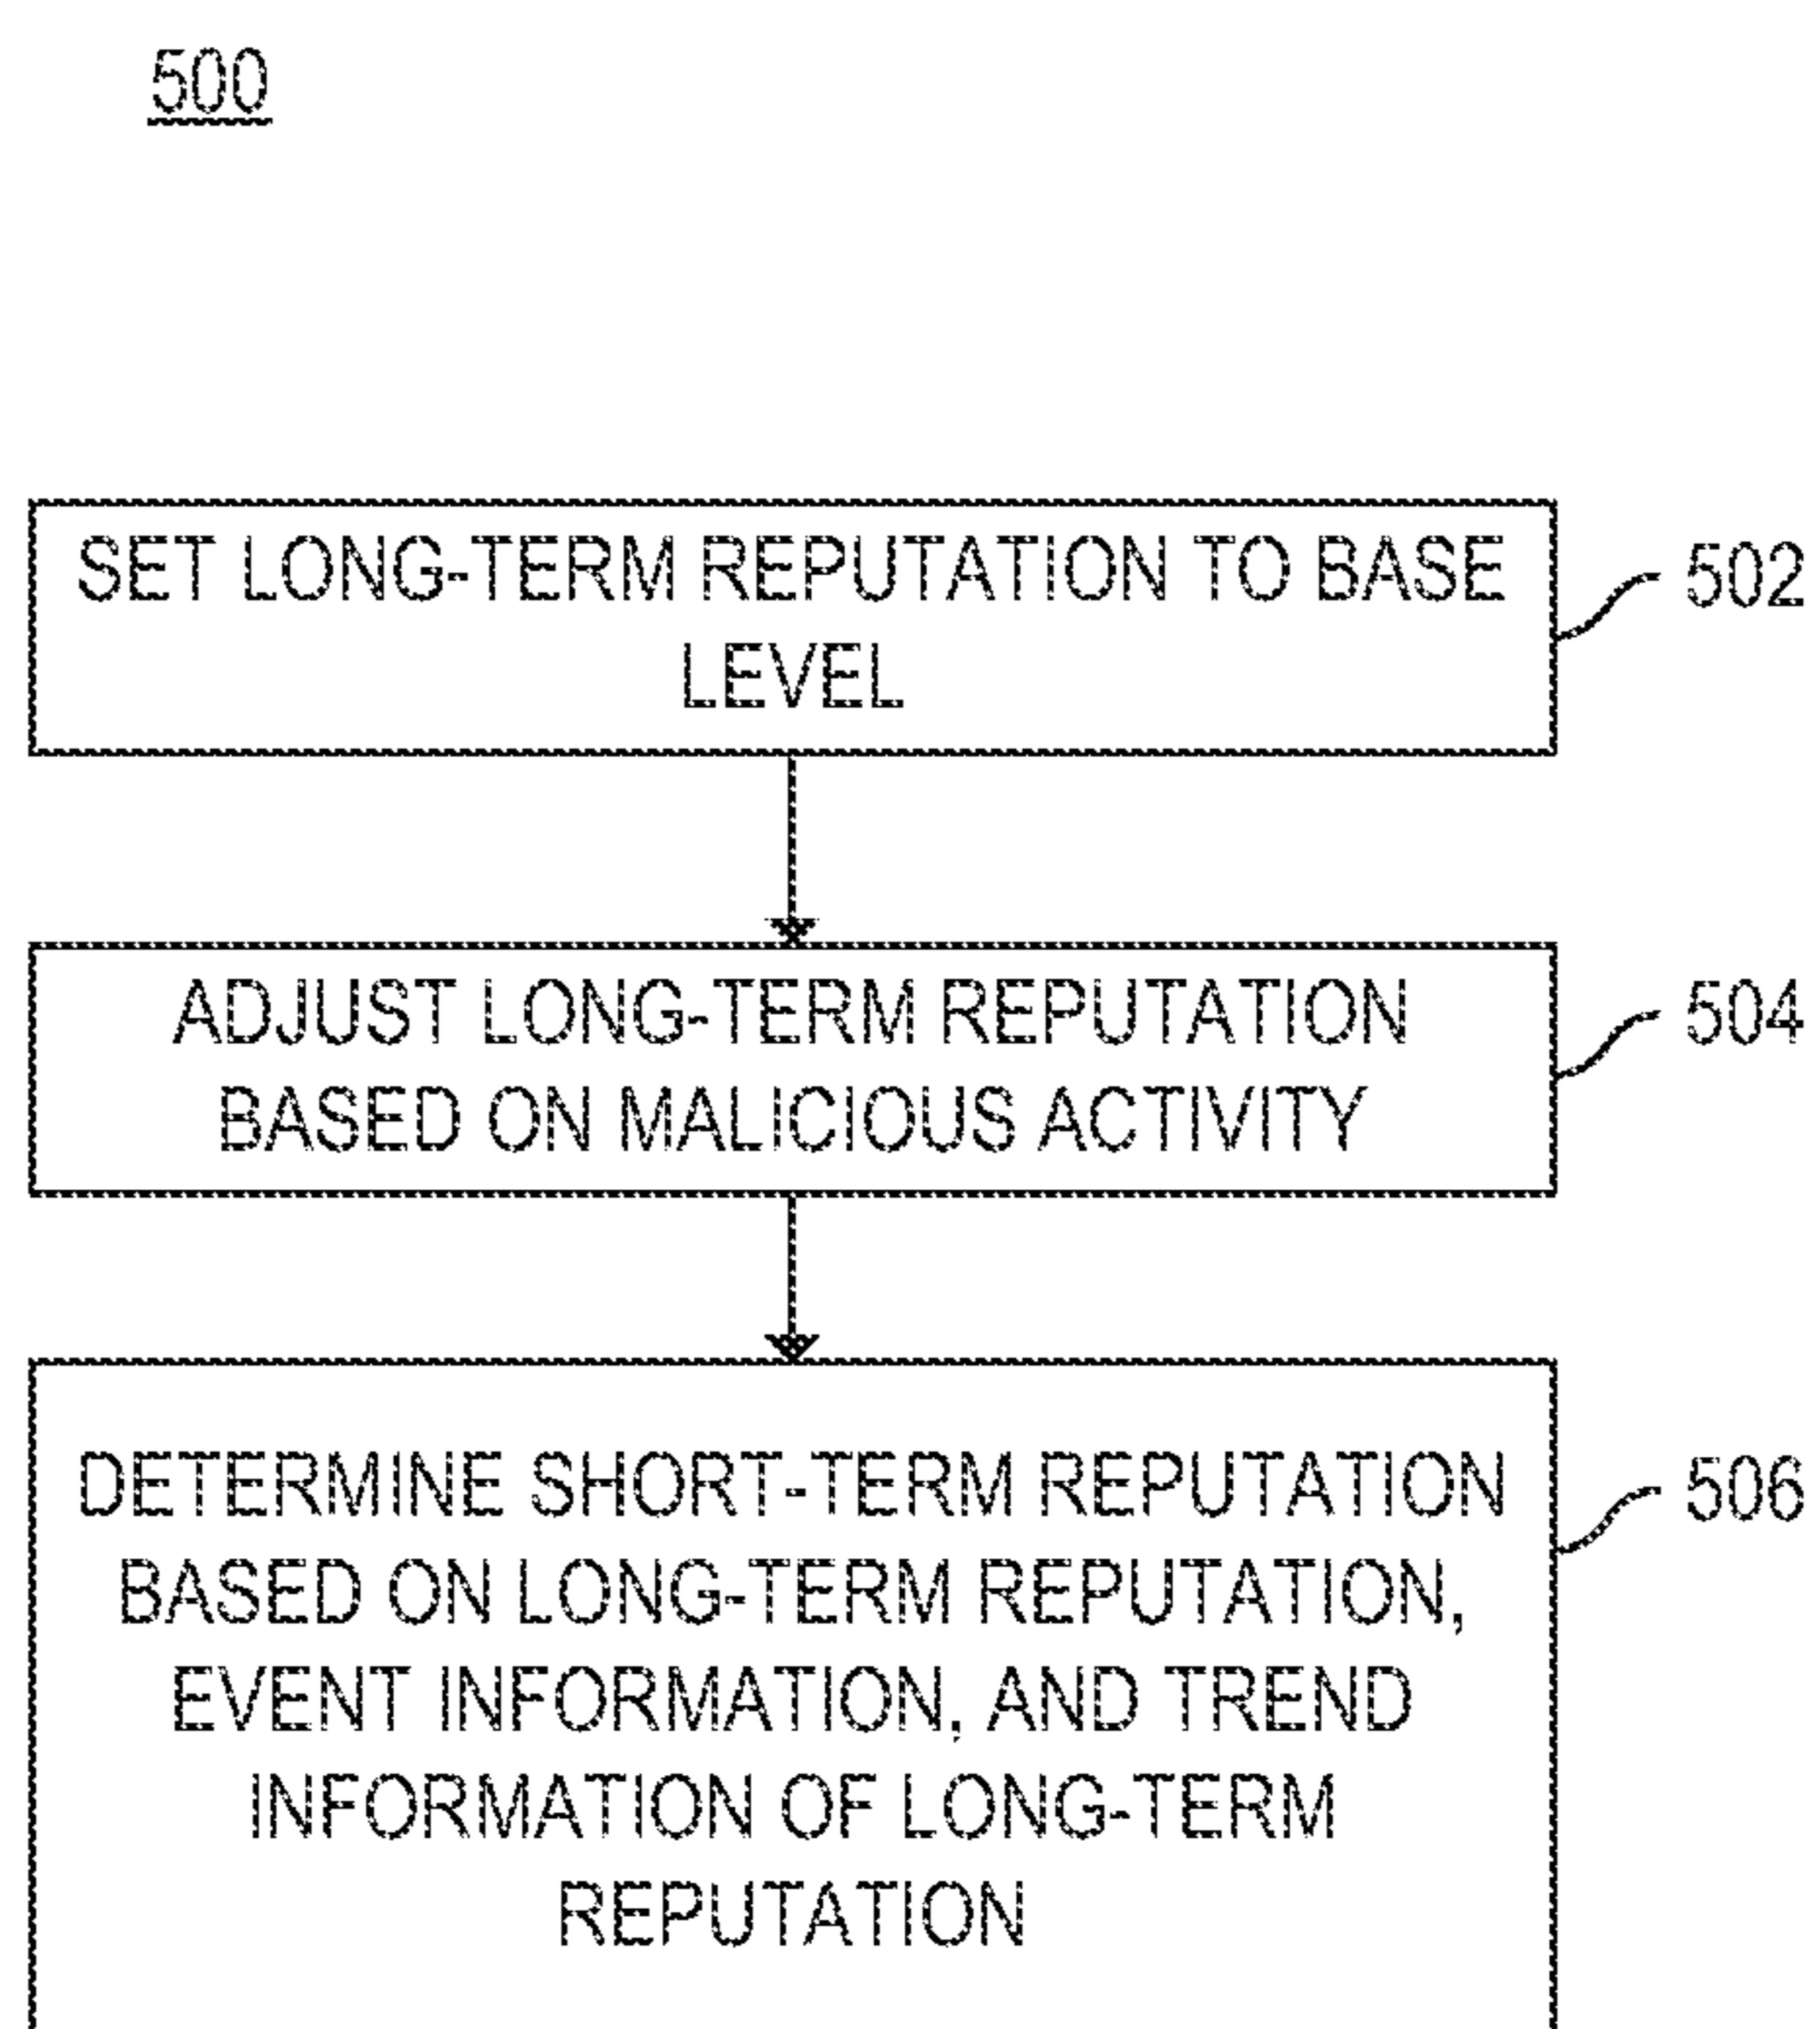 500
SET LONG-TERM REPUTATION TO BASE
LEVEL
502
ADJUST LONG-TERM REPUTATION
BASED ON MALICIOUS ACTIVITY
504
DETERMINE SHORT-TERM REPUTATION
BASED ON LONG-TERM REPUTATION,
EVENT INFORMATION, AND TREND
INFORMATION OF LONG-TERM
REPUTATION
506